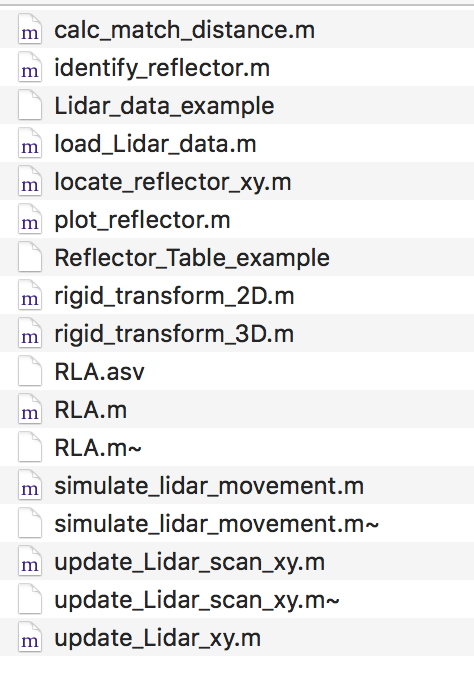 m calc_match_distance.m
m identify_reflector.m
Lidar_data_example
m load_Lidar_data.m
m locate_reflector_xy.m
m plot_reflector.m
Reflector_Table_example
m rigid_transform_2D.m
m rigid_transform_3D.m
RLA.asv
m RLA.m
RLA.m~
m simulate_lidar_movement.m
simulate_lidar_movement.m~
m update_Lidar_scan_xy.m
update_Lidar_scan_xy.m~
m update_Lidar_xy.m